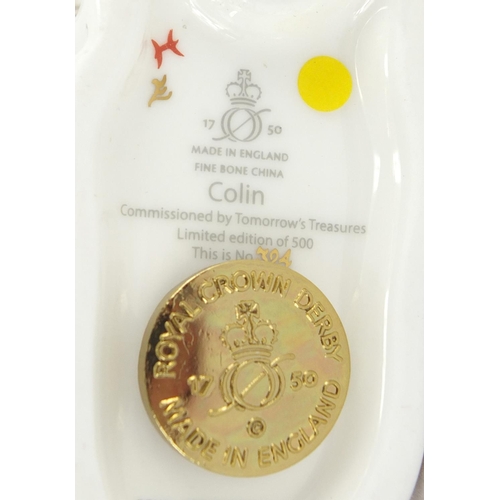 17 50
MADE IN ENGLAND
FINE BONE CHINA
Colin
Commissioned by Tomorrow's Treasures
Limited edition of 500
This is No 324
ROYAL CROWN DERBY
17 50
©
MADE IN ENGLAND